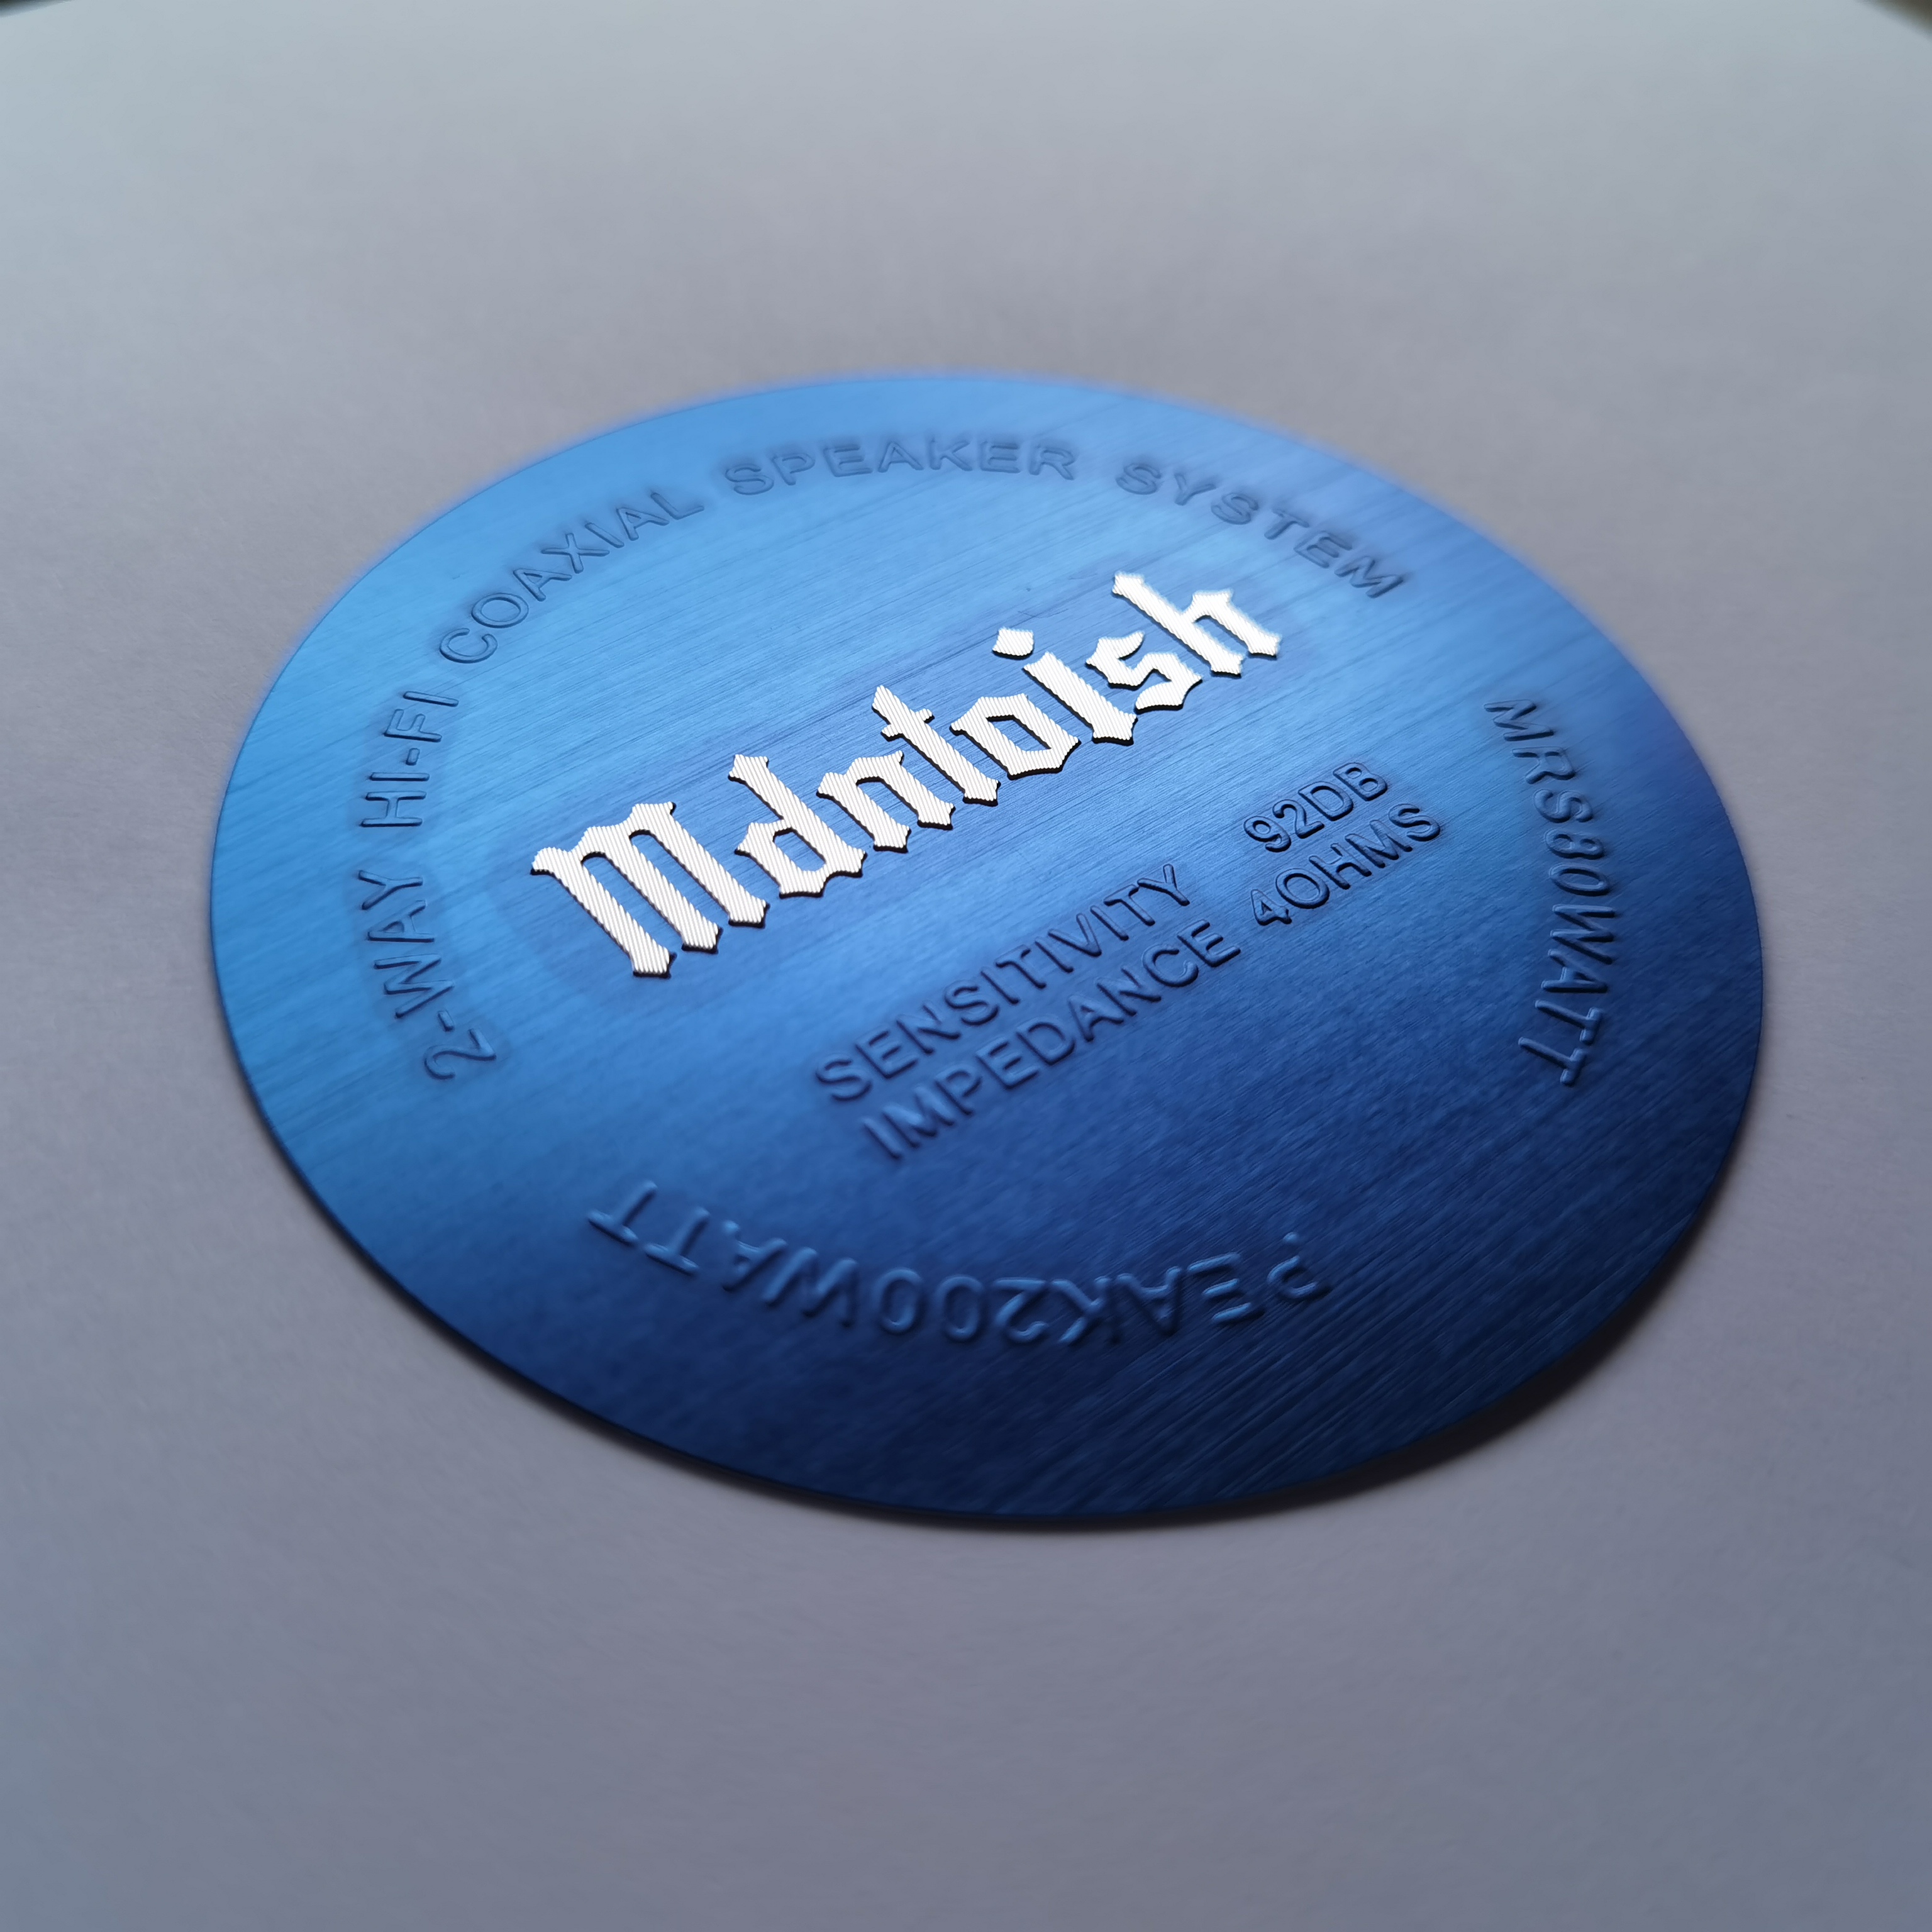 2-WAY HI-FI COAXIAL SPEAKER SYSTEM
Mdntoish
SENSITIVITY 92DB
IMPEDANCE 4OHMS
MRS80WATT
PEAK200WATT